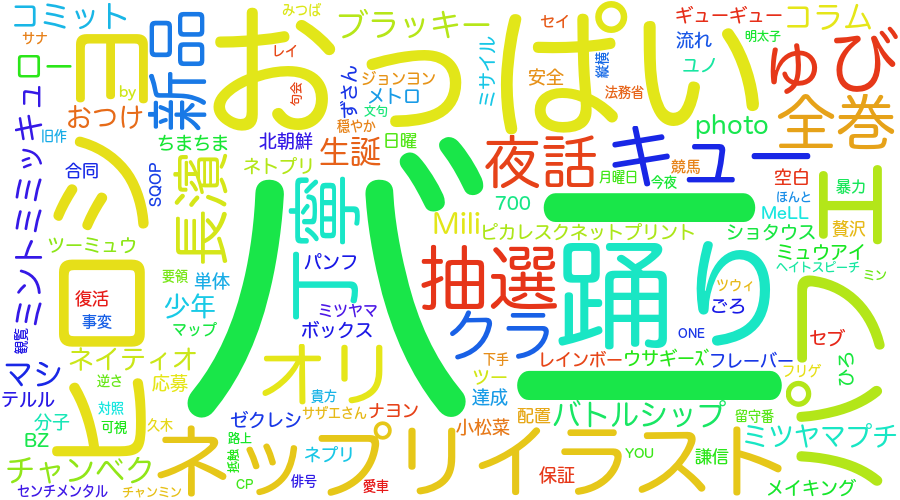 コミット
みつば
ブラッキー
セイ
ギューギュー
コラム
サナ
ヨ
新品
おっぱい
レイ
流れ
明太子
ゅび
ロー
by
ずさん
ジョンヨン
ミサイル
安全
縦横
ユノ
メトロ
句会
文句
法務省
全巻
おつけ
旧作
ちまちま
北朝鮮
穏やか
日曜
photo
ミントミミッキュ
シ
合同
SQOP
長濱
ネトプリ
生誕
夜話
キュー
競馬
月曜日
今夜
空白
ほんと
暴力
エ
バーー
丁寧
700
MeLL
贅沢
Mili
ピカレスクネットプリント
ショタウス
ツーミュウ
パンフ
抽選
踊り
ミュウアイ
ヘイトスピーチ
ミン
要領
単体
ロ
復活
少年
ミツヤマ
ツウィ
ごろ
事変
マップ
ボックス
クラ
ONE
セブ
観覧
ネイティオ
オリ
下手
レインボー
ウサギーズ
フレーバー
フリゲ
ひろ
マシ
逆さ
応募
貴方
ツー
テルル
対照
サザエさん
ナヨン
達成
配置
バトルシップ
留守番
分子
可視
久木
ゼクレシ
小松菜
ミツヤマプチ
BZ
ヒ
路上
抵触
ネプリ
YOU
謙信
チャンベク
ネップリイラスト
保証
CP
俳号
愛車
メイキング
センチメンタル
チャンミン